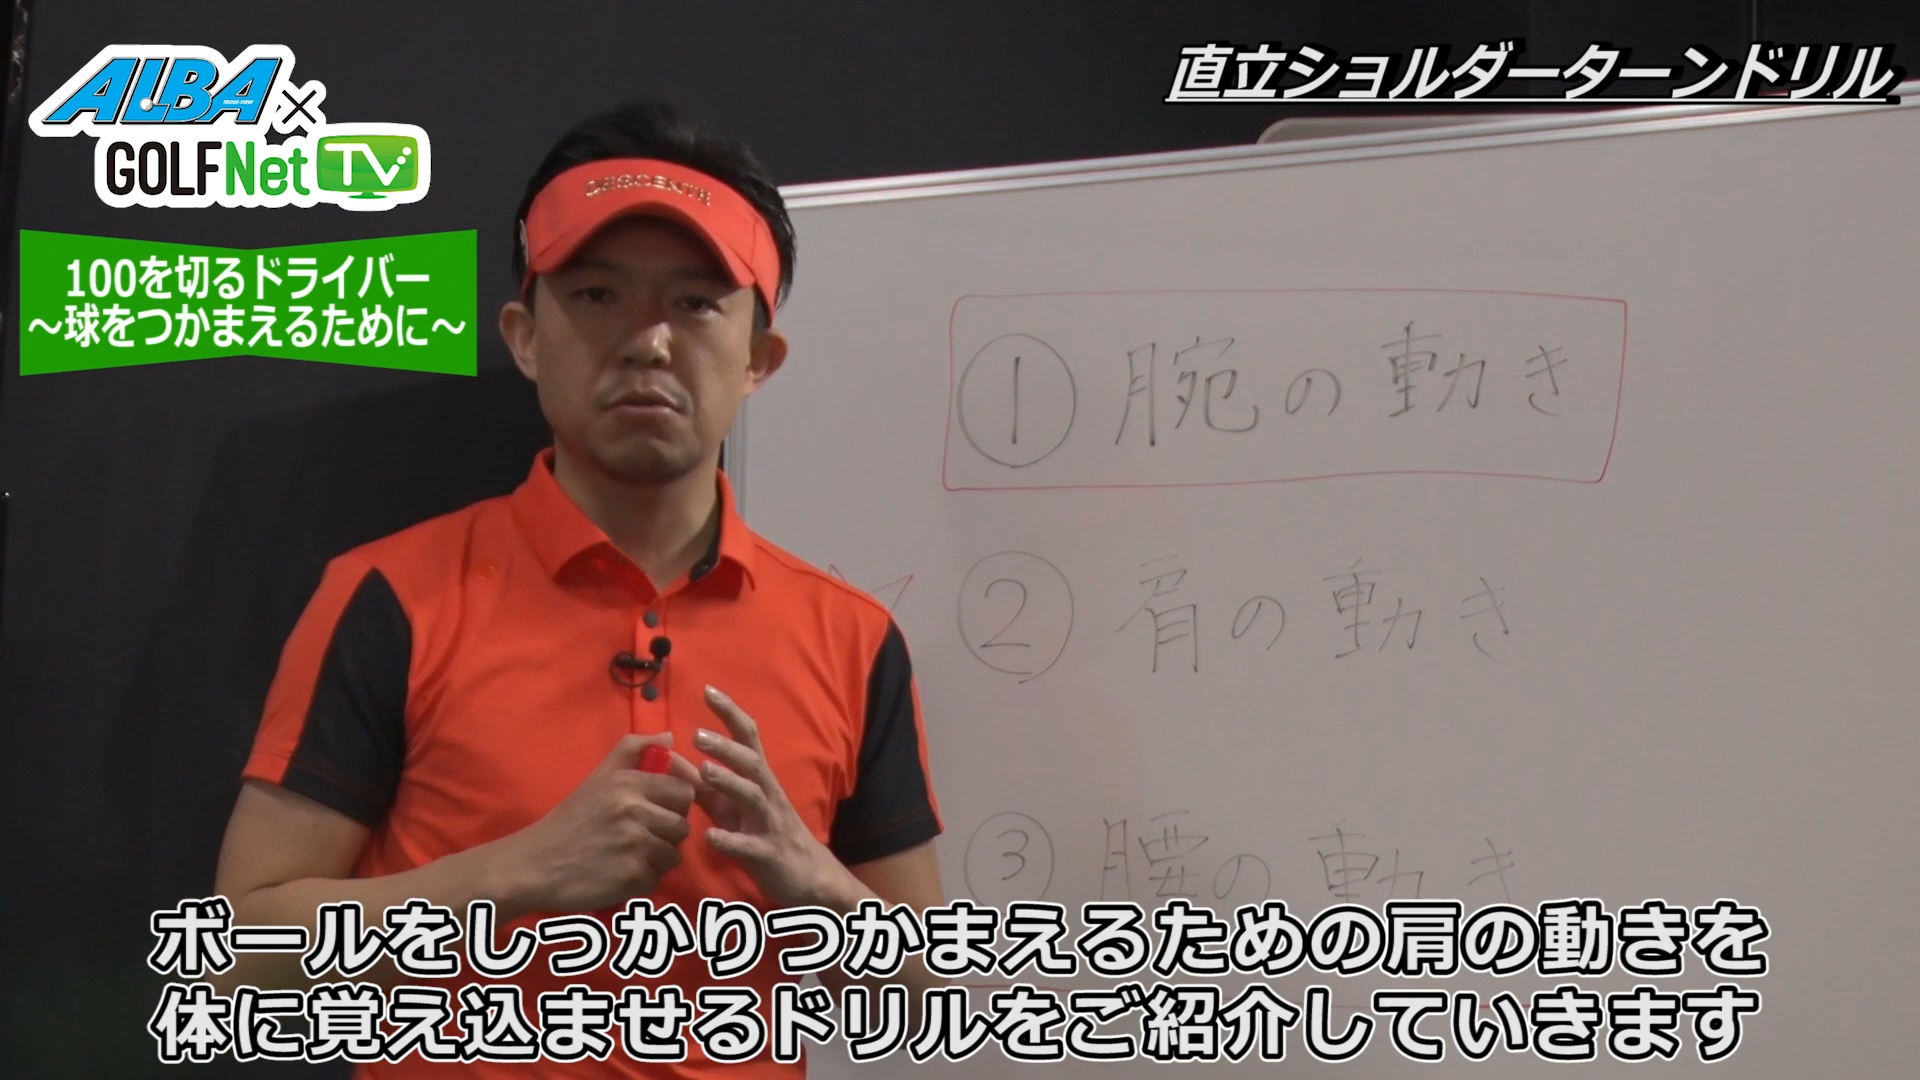 直立ショルダーターンドリル
ALBA
TROSS-VIEW
×
GOLFNetTV
100を切るドライバー
〜球をつかまえるために〜
DESCENTE
① 腕の動き
② 肩の動き
③ 腰の動き
ボールをしっかりつかまえるための肩の動きを
体に覚え込ませるドリルをご紹介していきます